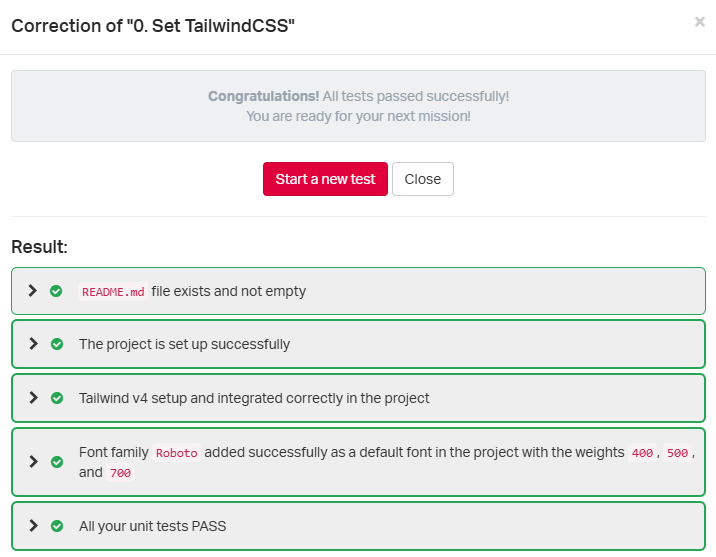 Correction of "0. Set TailwindCSS"
×
Congratulations! All tests passed successfully!
You are ready for your next mission!
Start a new test
Close
Result:
README.md file exists and not empty
The project is set up successfully
Tailwind v4 setup and integrated correctly in the project
Font family Roboto added successfully as a default font in the project with the weights 400, 500,
and 700
All your unit tests PASS